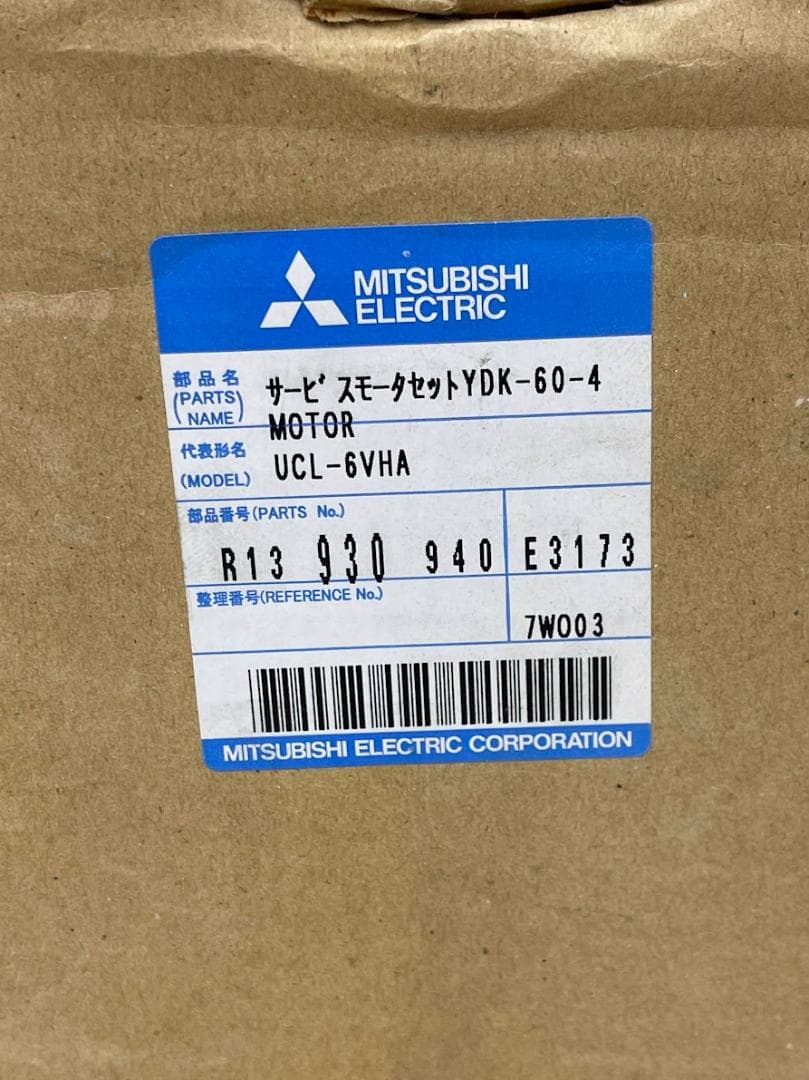 MITSUBISHI
ELECTRIC
部品名
(PARTS NAME)
サービスモータセットYDK-60-4
MOTOR
代表形名
(MODEL)
UCL-6VHA
部品番号(PARTS No.)
R13 930 940 E3173
整理番号(REFERENCE No.)
7W003
MITSUBISHI ELECTRIC CORPORATION